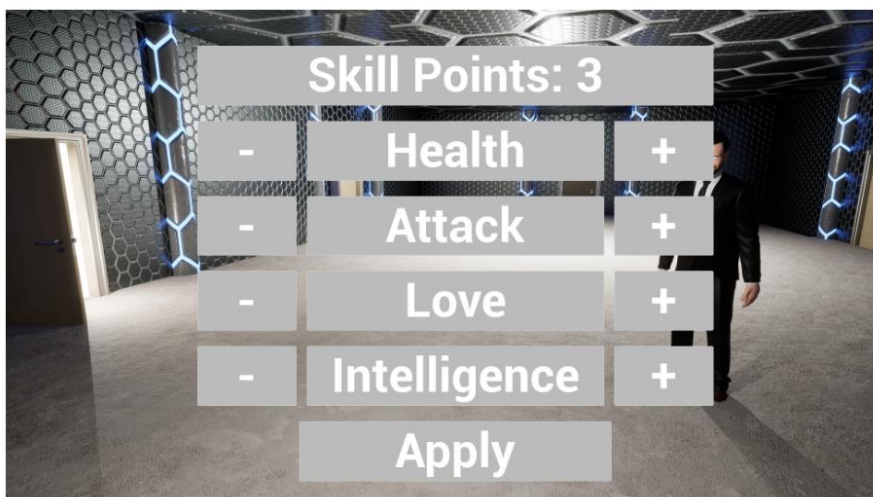 Skill Points: 3
- Health +
- Attack +
- Love +
- Intelligence +
Apply